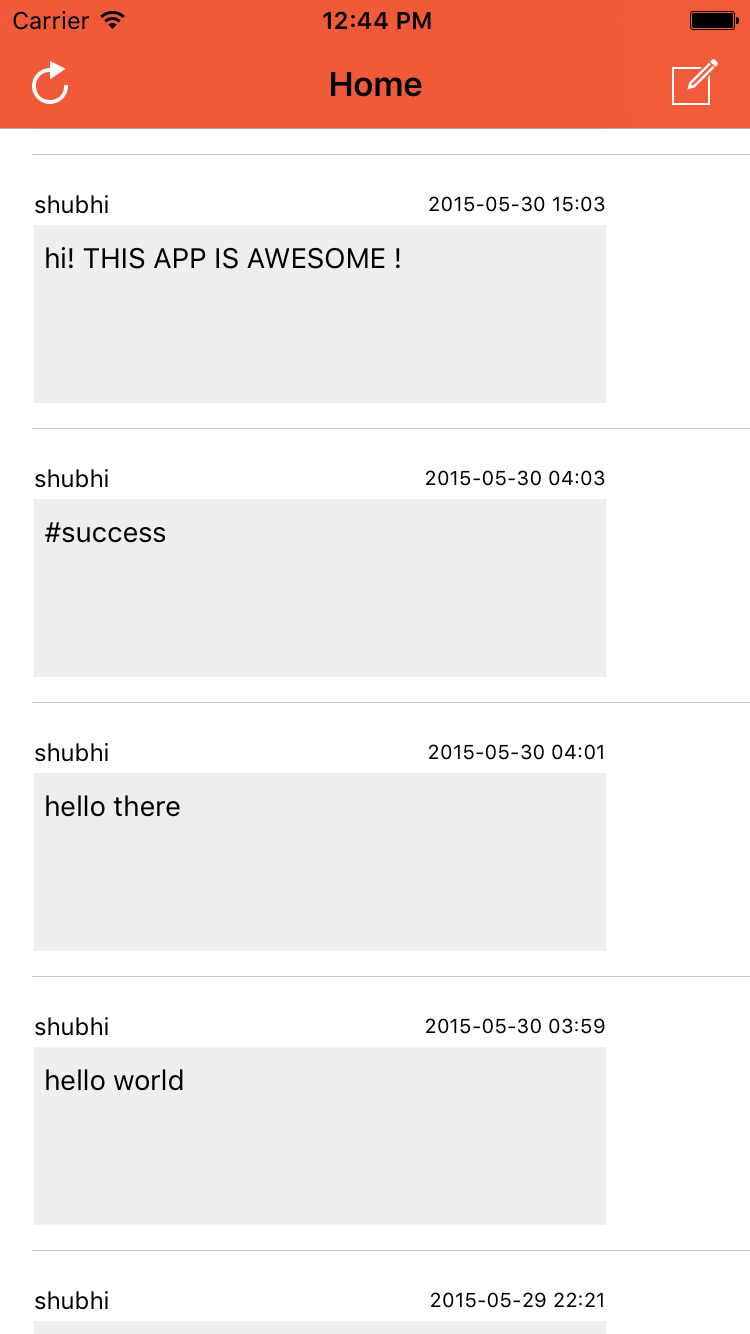 Carrier 12:44 PM
Home
shubhi 2015-05-30 15:03
hi! THIS APP IS AWESOME !
shubhi 2015-05-30 04:03
#success
shubhi 2015-05-30 04:01
hello there
shubhi 2015-05-30 03:59
hello world
shubhi 2015-05-29 22:21